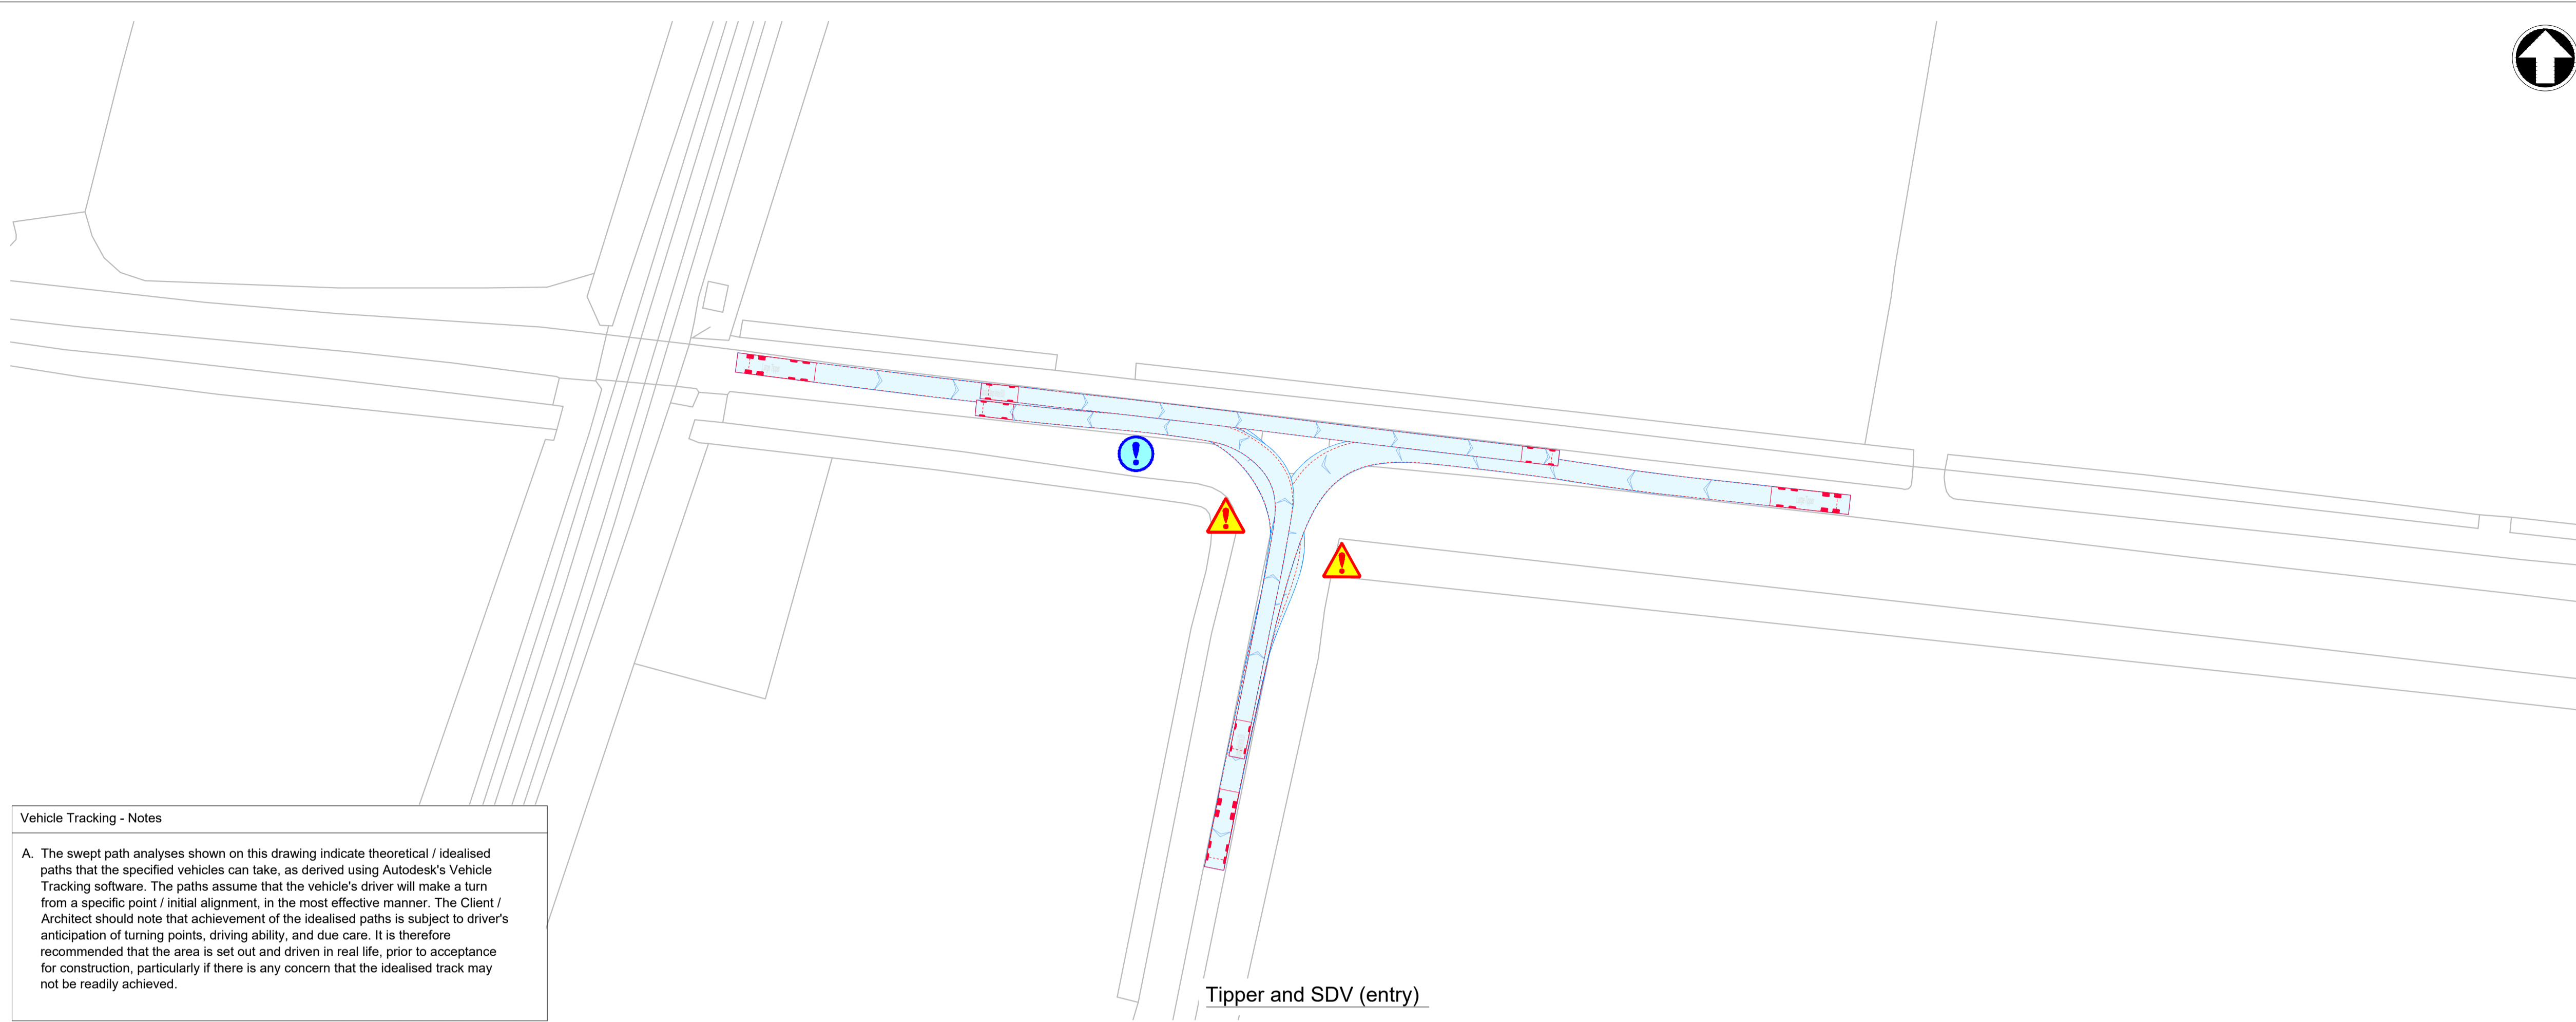 Vehicle Tracking - Notes
A. The swept path analyses shown on this drawing indicate theoretical / idealised
paths that the specified vehicles can take, as derived using Autodesk's Vehicle
Tracking software. The paths assume that the vehicle's driver will make a turn
from a specific point / initial alignment, in the most effective manner. The Client /
Architect should note that achievement of the idealised paths is subject to driver's
anticipation of turning points, driving ability, and due care. It is therefore
recommended that the area is set out and driven in real life, prior to acceptance
for construction, particularly if there is any concern that the idealised track may
not be readily achieved.
Tipper and SDV (entry)